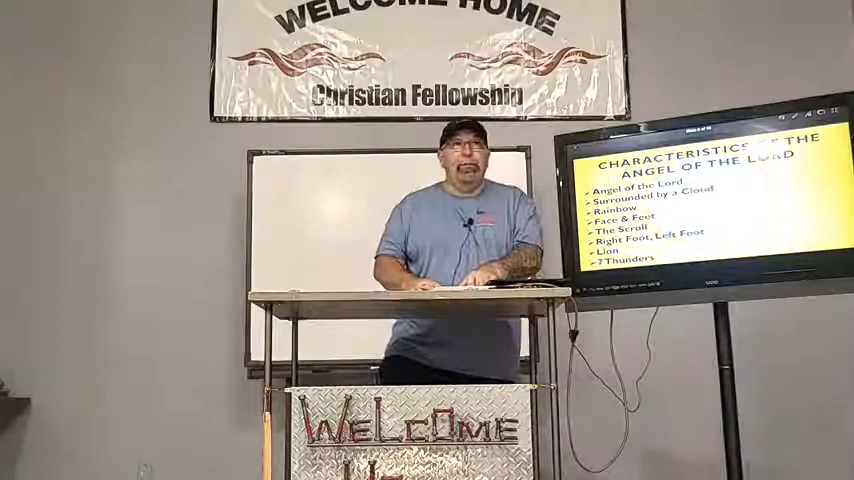 WELCOME HOME
Christian Fellowship
CHARACTERISTICS OF THE
ANGEL OF THE LORD
Angel of the Lord
Surrounded by a Cloud
Rainbow
Face & Feet
The Scroll
Right Foot, Left Foot
Lion
7 Thunders
WELCOME